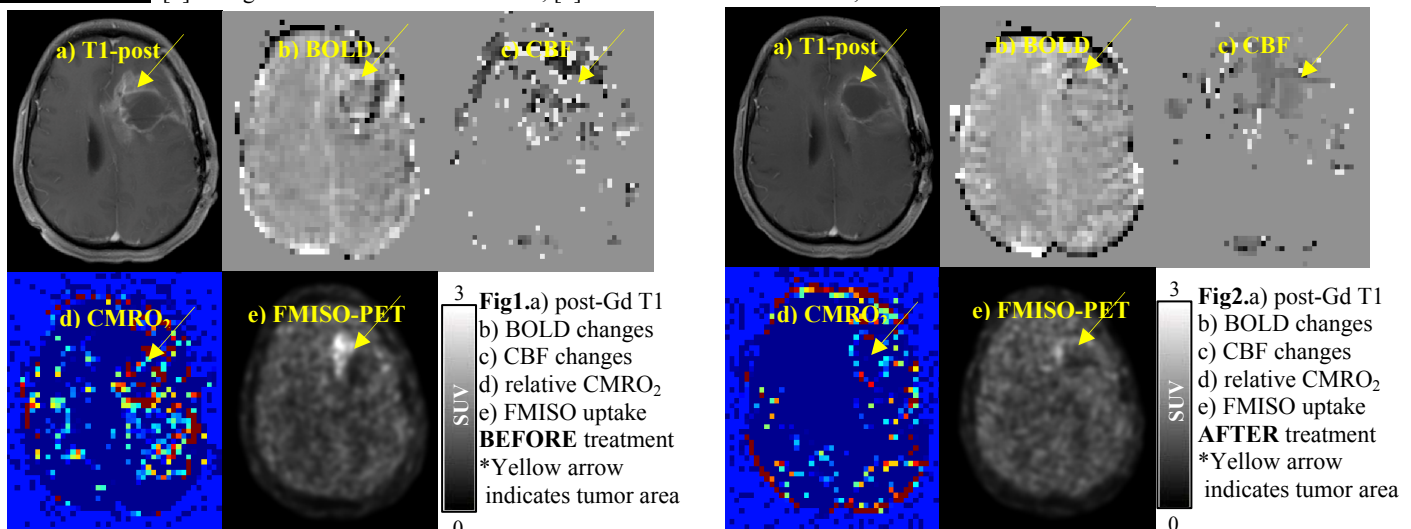 a) T1-post
b) BOLD
c) CBF
d) CMRO₂
e) FMISO-PET
3
SUV
0
Fig1.a) post-Gd T1
b) BOLD changes
c) CBF changes
d) relative CMRO₂
e) FMISO uptake
BEFORE treatment
*Yellow arrow
indicates tumor area
a) T1-post
b) BOLD
c) CBF
d) CMRO₂
e) FMISO-PET
3
SUV
0
Fig2.a) post-Gd T1
b) BOLD changes
c) CBF changes
d) relative CMRO₂
e) FMISO uptake
AFTER treatment
*Yellow arrow
indicates tumor area